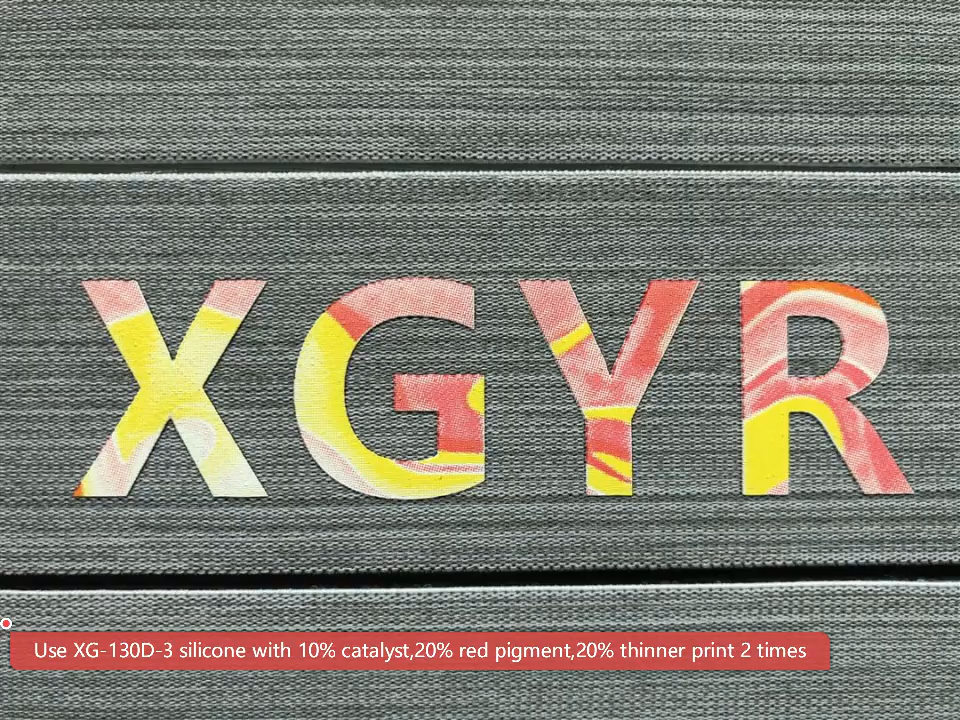 XGYR
Use XG-130D-3 silicone with 10% catalyst,20% red pigment,20% thinner print 2 times